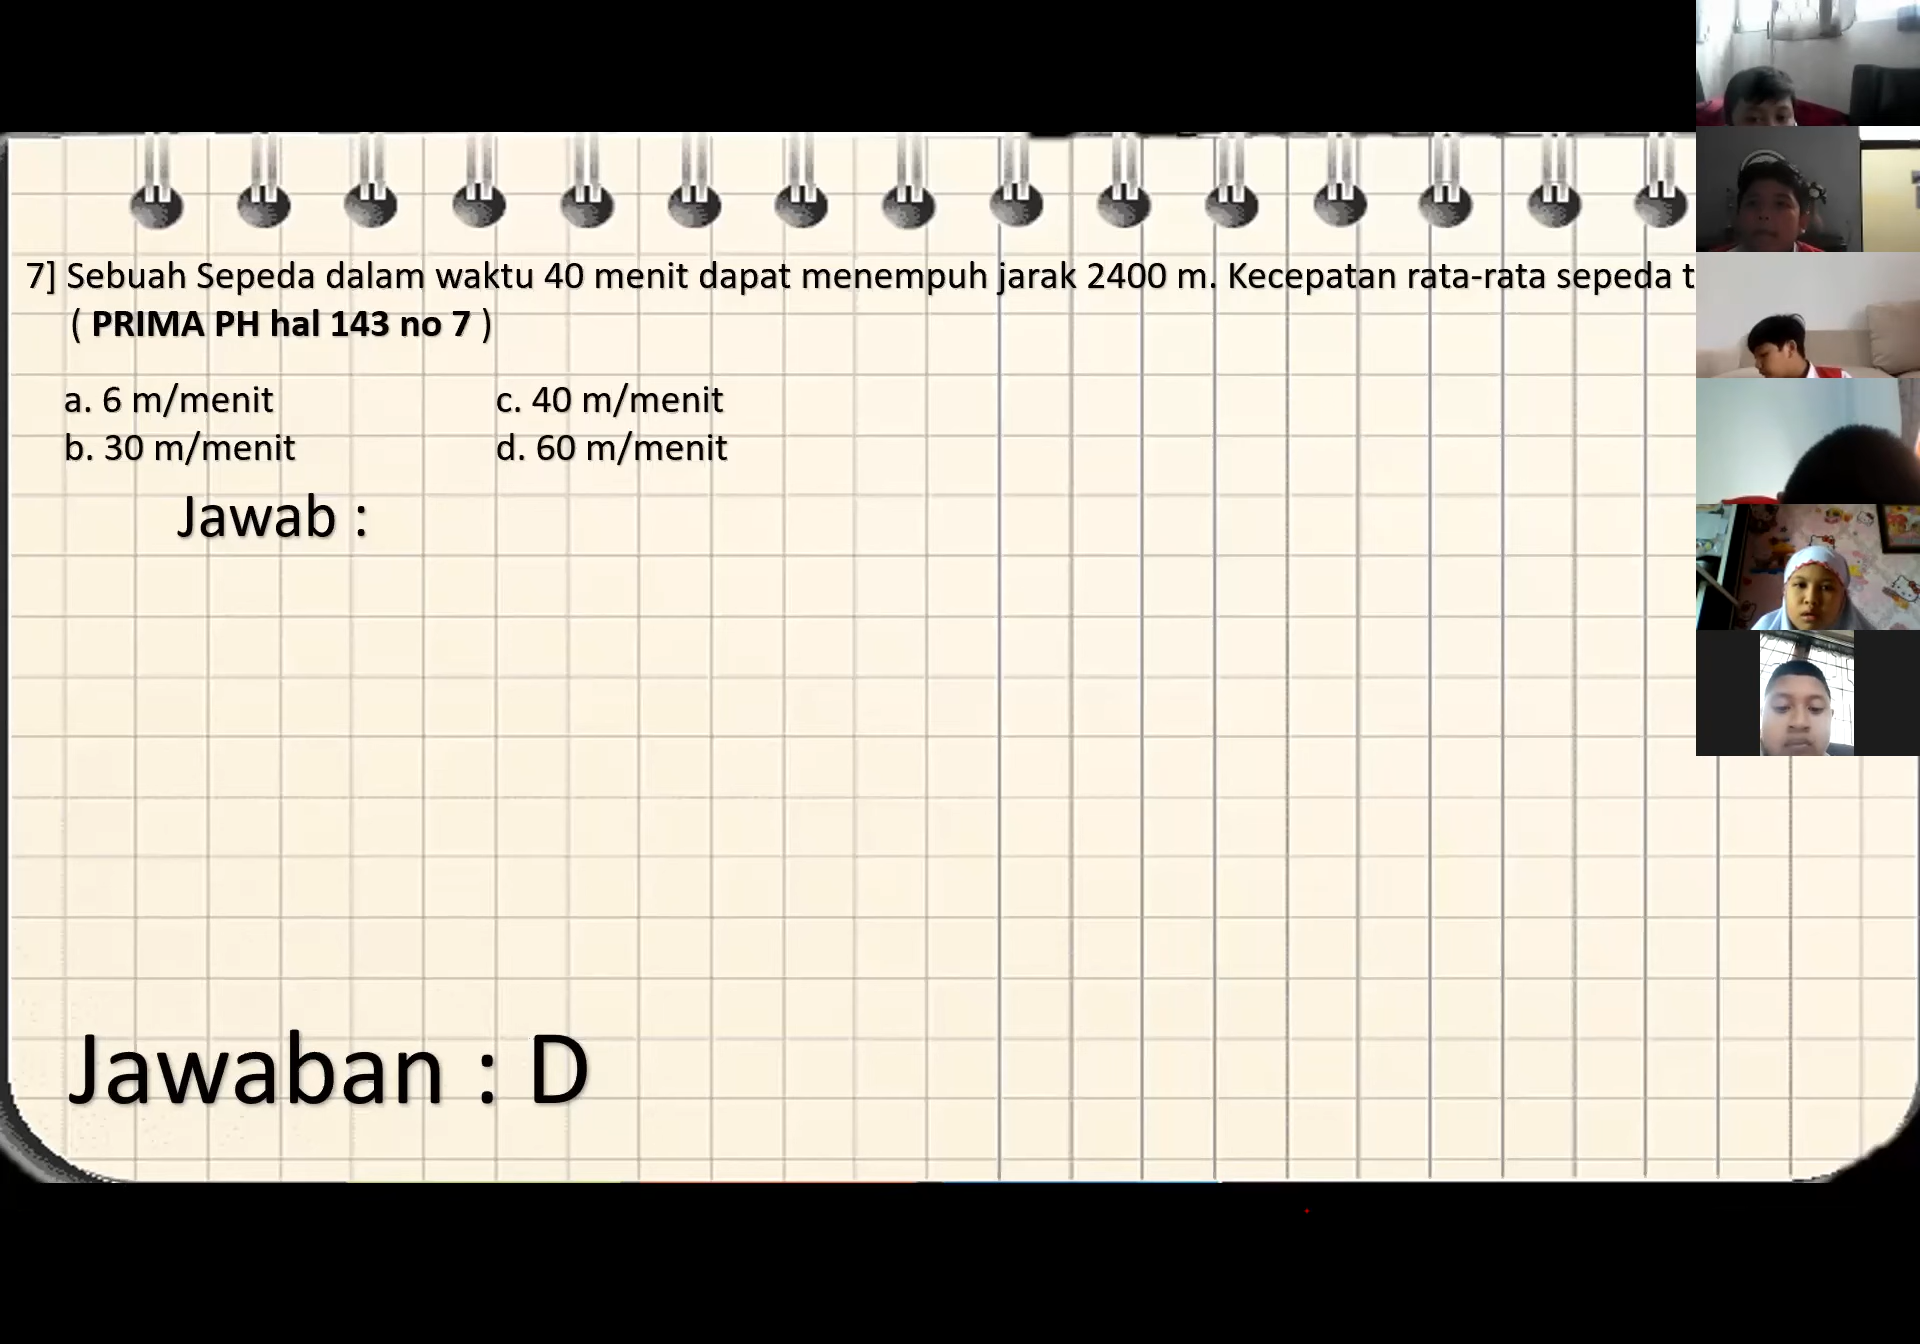 7] Sebuah Sepeda dalam waktu 40 menit dapat menempuh jarak 2400 m. Kecepatan rata-rata sepeda
( PRIMA PH hal 143 no 7 )
a. 6 m/menit
c. 40 m/menit
b. 30 m/menit
d. 60 m/menit
Jawab :
Jawaban : D